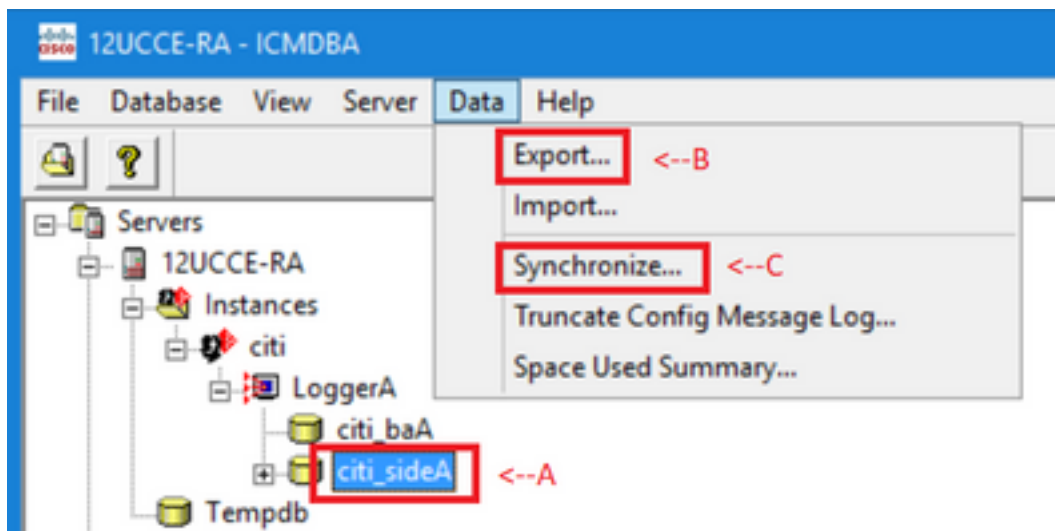 cisco 12UCCE-RA - ICMDBA
File Database View Server Data Help
Export... <--B
Import...
Synchronize... <--C
Truncate Config Message Log...
Space Used Summary...
Servers
12UCCE-RA
Instances
citi
LoggerA
citi_baA
citi_sideA <--A
Tempdb